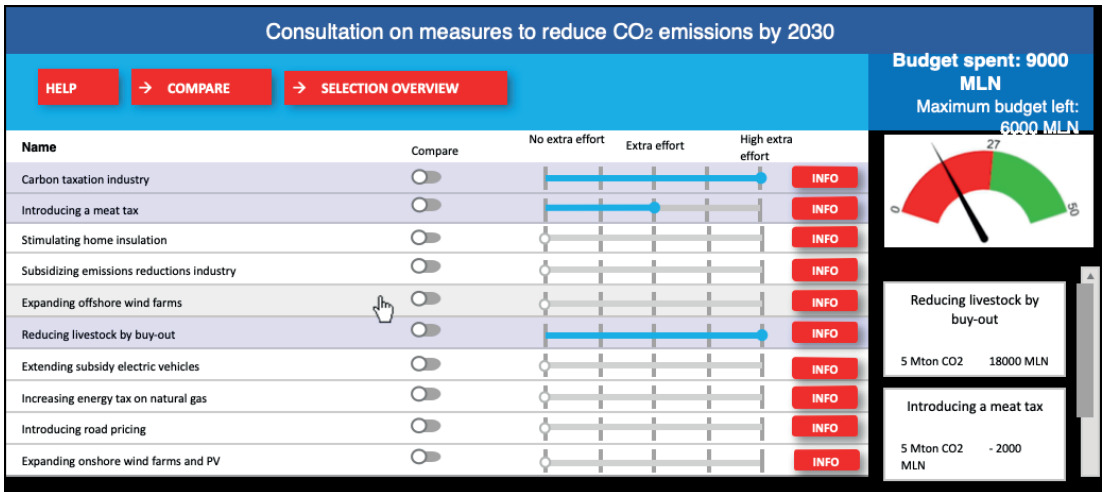 Consultation on measures to reduce CO2 emissions by 2030
HELP
→ COMPARE
→ SELECTION OVERVIEW
Budget spent: 9000
MLN
Maximum budget left:
6000 MLN
Name
Compare
No extra effort
Extra effort
High extra
effort
Carbon taxation industry
INFO
Introducing a meat tax
INFO
Stimulating home insulation
INFO
Subsidizing emissions reductions industry
INFO
Expanding offshore wind farms
INFO
Reducing livestock by buy-out
INFO
Extending subsidy electric vehicles
INFO
Increasing energy tax on natural gas
INFO
Introducing road pricing
INFO
Expanding onshore wind farms and PV
INFO
0
27
50
Reducing livestock by
buy-out
5 Mton CO2 18000 MLN
Introducing a meat tax
5 Mton CO2 - 2000
MLN